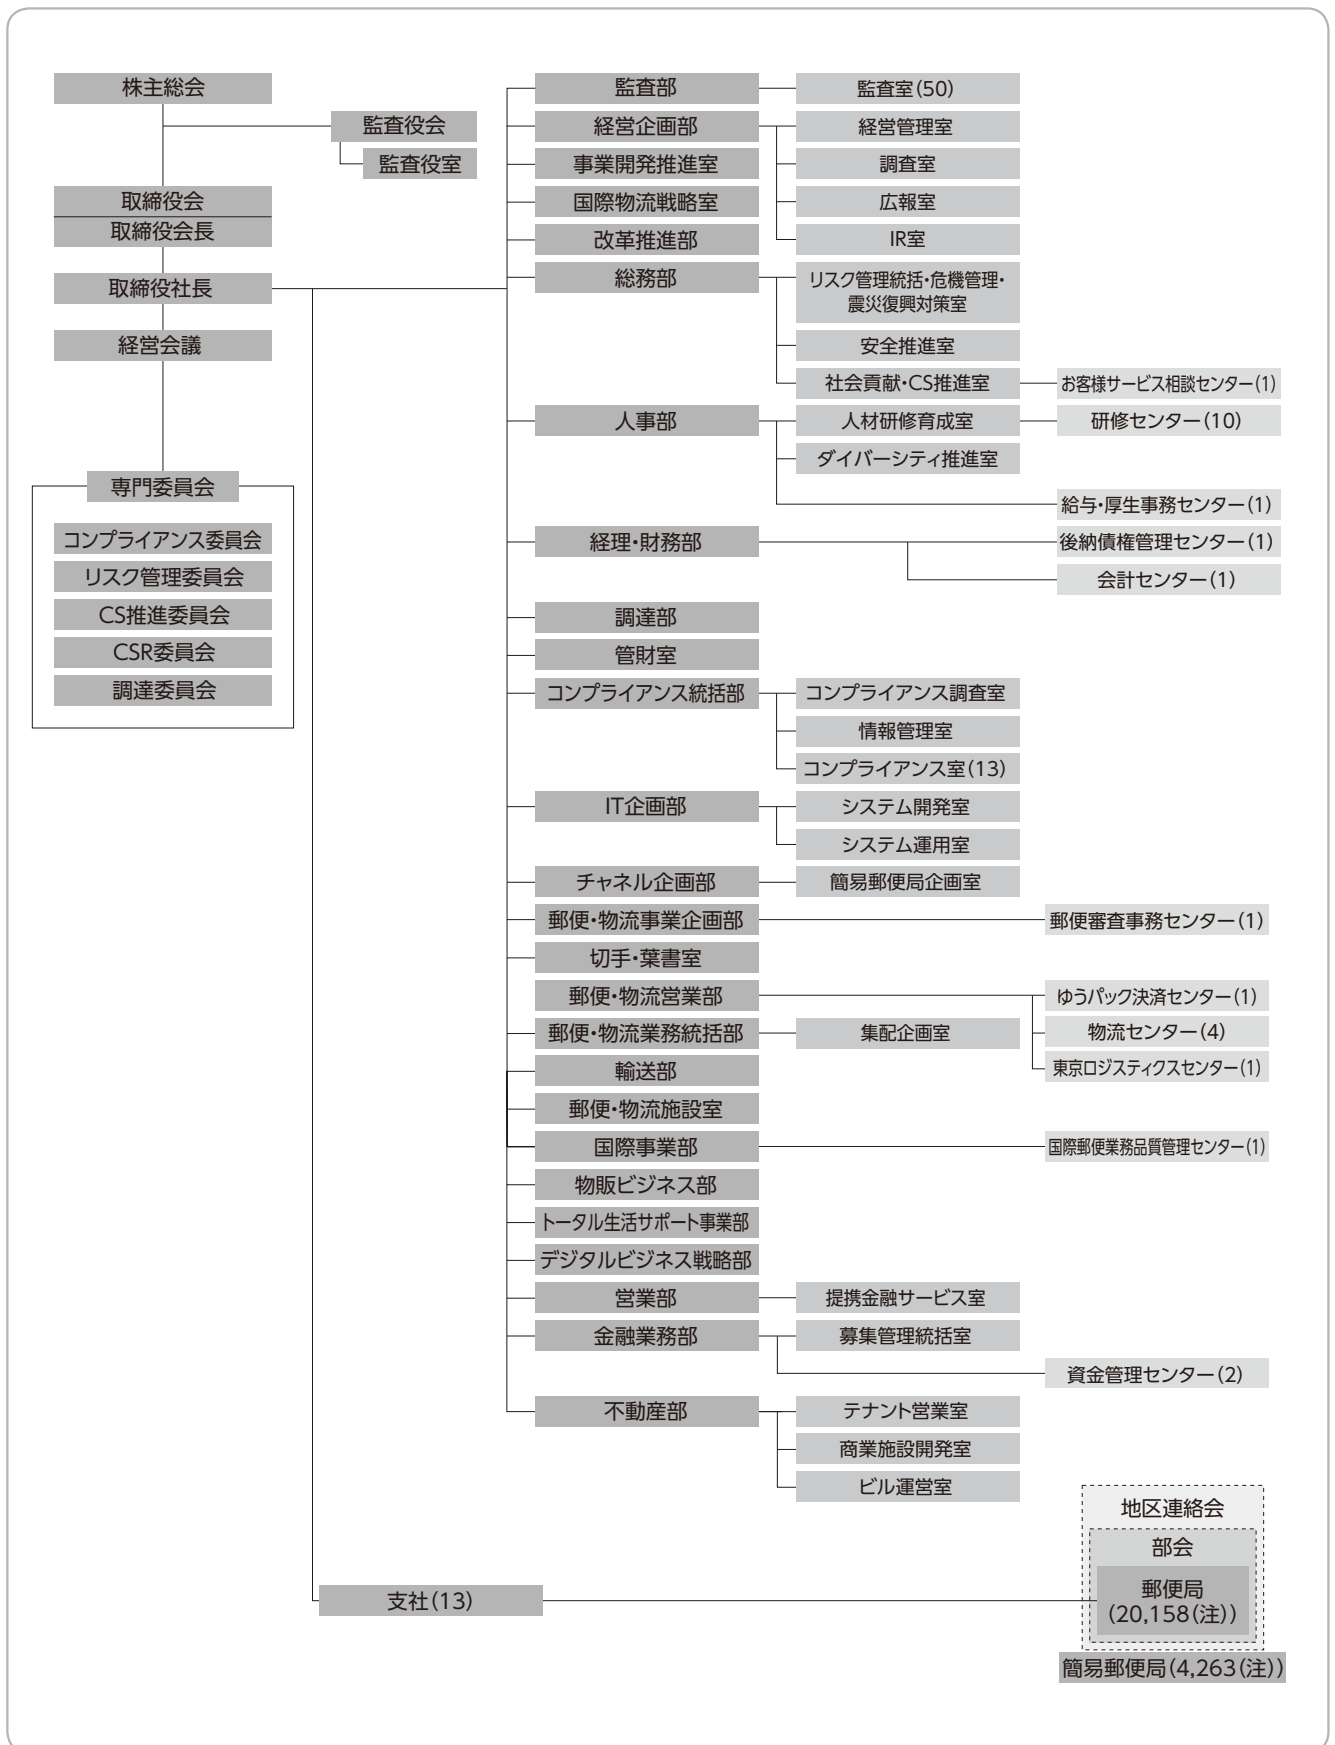 株主総会
監査役会
監査役室
取締役会
取締役会長
取締役社長
経営会議
専門委員会
コンプライアンス委員会
リスク管理委員会
CS推進委員会
CSR委員会
調達委員会
監査部
監査室(50)
経営企画部
経営管理室
事業開発推進室
調査室
国際物流戦略室
広報室
改革推進部
IR室
総務部
リスク管理統括・危機管理・
震災復興対策室
安全推進室
社会貢献・CS推進室
お客様サービス相談センター(1)
人事部
人材研修育成室
研修センター(10)
ダイバーシティ推進室
給与・厚生事務センター(1)
経理・財務部
後納債権管理センター(1)
会計センター(1)
調達部
管財室
コンプライアンス統括部
コンプライアンス調査室
情報管理室
コンプライアンス室(13)
IT企画部
システム開発室
システム運用室
チャネル企画部
簡易郵便局企画室
郵便・物流事業企画部
郵便審査事務センター(1)
切手・葉書室
郵便・物流営業部
ゆうパック決済センター(1)
郵便・物流業務統括部
集配企画室
物流センター(4)
輸送部
東京ロジスティクスセンター(1)
郵便・物流施設室
国際事業部
国際郵便業務品質管理センター(1)
物販ビジネス部
トータル生活サポート事業部
デジタルビジネス戦略部
営業部
提携金融サービス室
金融業務部
募集管理統括室
資金管理センター(2)
不動産部
テナント営業室
商業施設開発室
ビル運営室
地区連絡会
部会
郵便局
(20,158(注))
支社(13)
簡易郵便局(4,263(注))